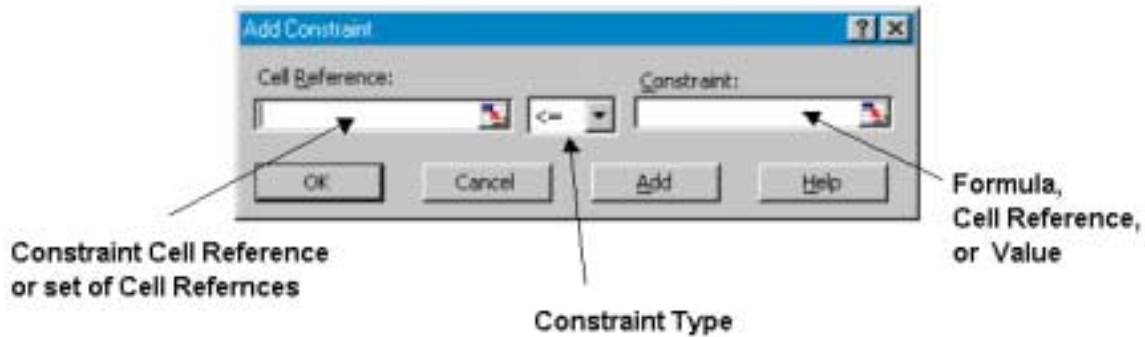 Add Constraint
Cell Reference:
Constraint:
<=
OK Cancel Add Help
Formula,
Cell Reference,
or Value
Constraint Cell Reference
or set of Cell Refernces
Constraint Type